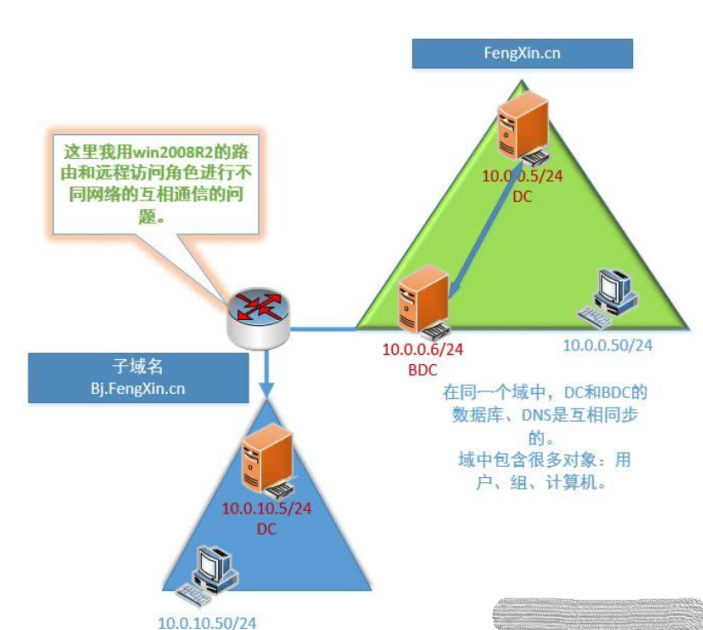 FengXin.cn
这里我用win2008R2的路
由和远程访问角色进行不
同网络的互相通信的问
题。
10.0.0.5/24
DC
10.0.0.6/24
BDC
10.0.0.50/24
子域名
Bj.FengXin.cn
在同一个域中，DC和BDC的
数据库、DNS是互相同步
的。
域中包含很多对象：用
户、组、计算机。
10.0.10.5/24
DC
10.0.10.50/24